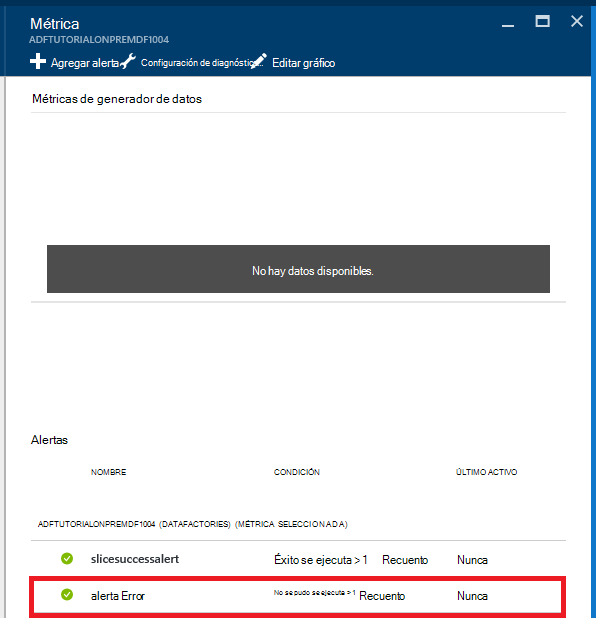 Métrica
ADFTUTORIALONPREMDF1004
Agregar alerta Configuración de diagnóstic... Editar gráfico
Métricas de generador de datos
No hay datos disponibles.
Alertas
NOMBRE CONDICIÓN ÚLTIMO ACTIVO
ADFTUTORIALONPREMDF1004 (DATAFACTORIES) (MÉTRICA SELECCIONADA)
slicesuccessalert Éxito se ejecuta > 1 Recuento Nunca
alerta Error No se pudo se ejecuta > 1 Recuento Nunca